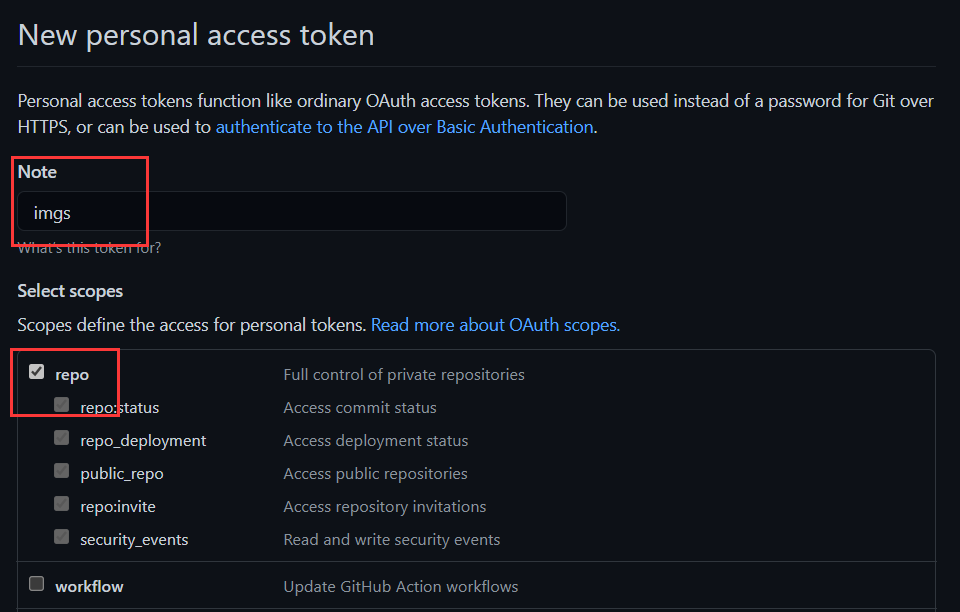 New personal access token
Personal access tokens function like ordinary OAuth access tokens. They can be used instead of a password for Git over
HTTPS, or can be used to authenticate to the API over Basic Authentication.
Note
imgs
What's this token for?
Select scopes
Scopes define the access for personal tokens. Read more about OAuth scopes.
repo Full control of private repositories
repo:status Access commit status
repo_deployment Access deployment status
public_repo Access public repositories
repo:invite Access repository invitations
security_events Read and write security events
workflow Update GitHub Action workflows